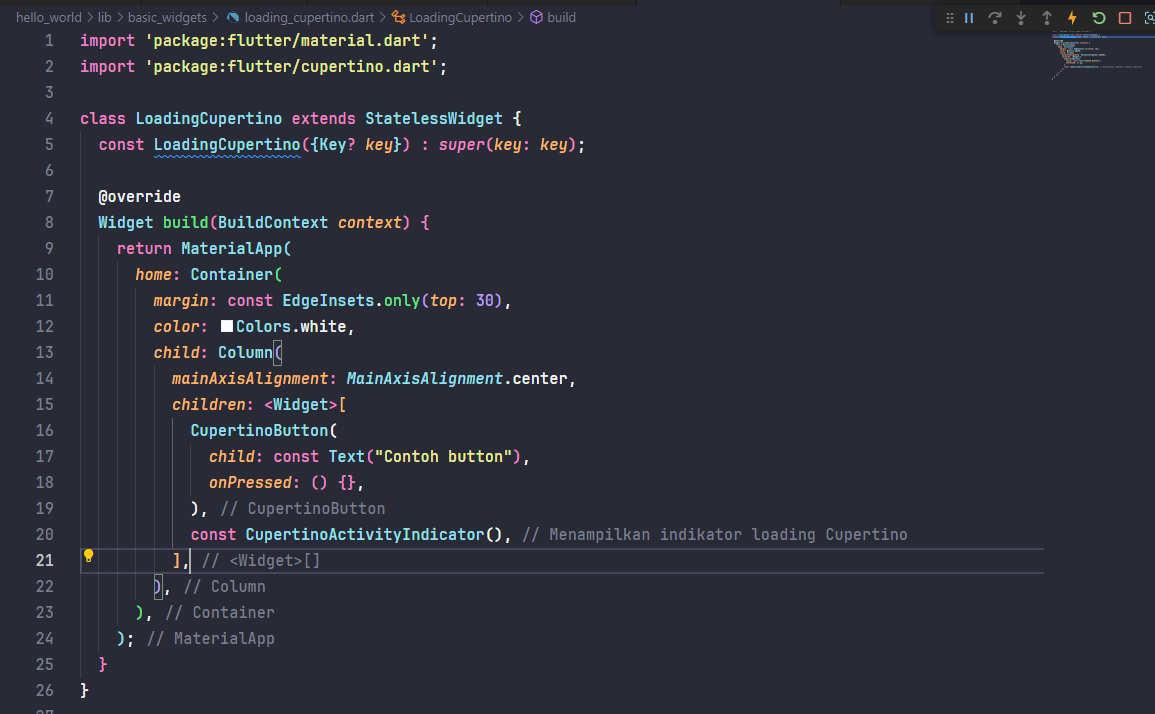 hello_world > lib > basic_widgets > loading_cupertino.dart > LoadingCupertino > build
1 import 'package:flutter/material.dart';
2 import 'package:flutter/cupertino.dart';
3
4 class LoadingCupertino extends StatelessWidget {
5   const LoadingCupertino({Key? key}) : super(key: key);
6
7   @override
8   Widget build(BuildContext context) {
9     return MaterialApp(
10       home: Container(
11         margin: const EdgeInsets.only(top: 30),
12         color: Colors.white,
13         child: Column(
14           mainAxisAlignment: MainAxisAlignment.center,
15           children: <Widget>[
16             CupertinoButton(
17               child: const Text("Contoh button"),
18               onPressed: () {},
19             ), // CupertinoButton
20             const CupertinoActivityIndicator(), // Menampilkan indikator loading Cupertino
21           ], // <Widget>[]
22         ), // Column
23       ), // Container
24     ); // MaterialApp
25   }
26 }